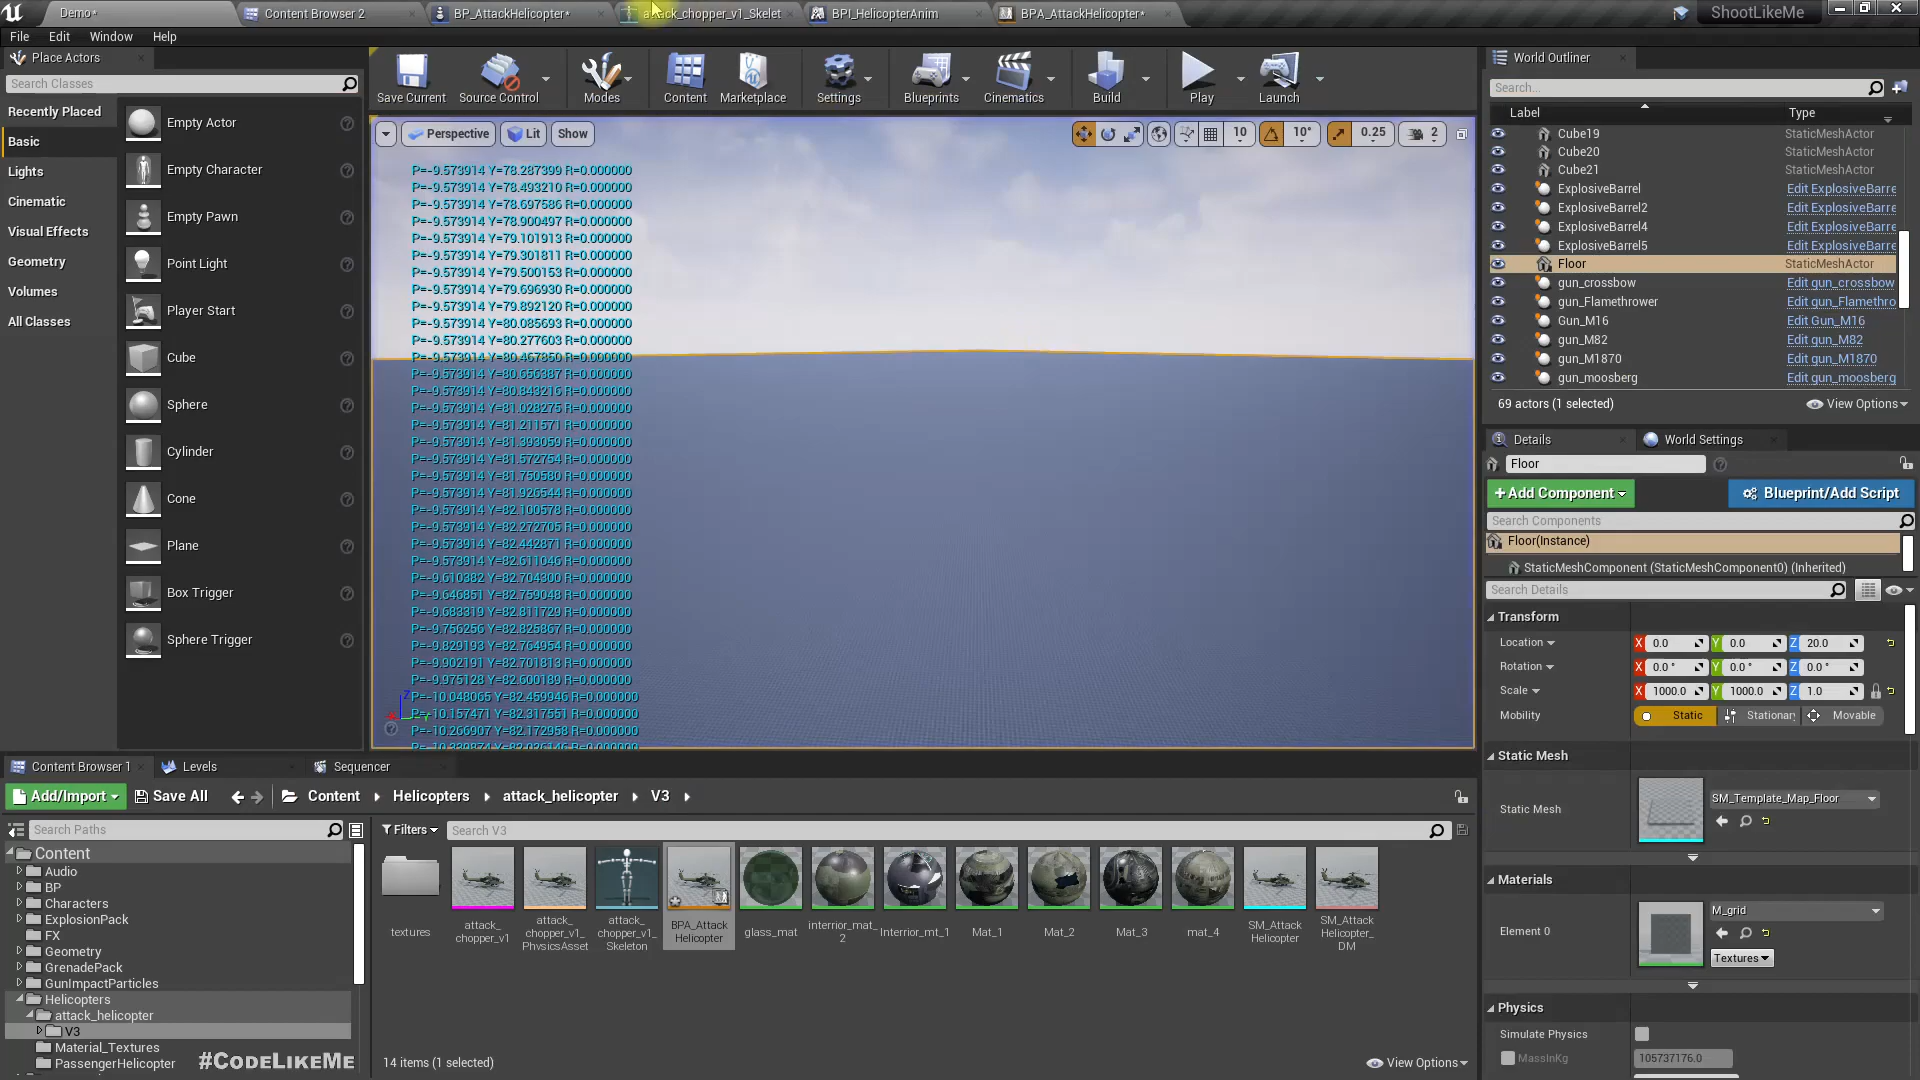 Demo*
Content Browser 2
BP_AttackHelicopter*
attack_chopper_v1_Skelet
BPI_HelicopterAnim
BPA_AttackHelicopter*
ShootLikeMe
File
Edit
Window
Help
Place Actors
Search Classes
Recently Placed
Basic
Lights
Cinematic
Visual Effects
Geometry
Volumes
All Classes
Empty Actor
Empty Character
Empty Pawn
Point Light
Player Start
Cube
Sphere
Cylinder
Cone
Plane
Box Trigger
Sphere Trigger
Save Current
Source Control
Modes
Content
Marketplace
Settings
Blueprints
Cinematics
Build
Play
Launch
Perspective
Lit
Show
10
10°
0.25
2
P=-9.573914 Y=78.287399 R=0.000000
P=-9.573914 Y=78.493210 R=0.000000
P=-9.573914 Y=78.697586 R=0.000000
P=-9.573914 Y=78.900497 R=0.000000
P=-9.573914 Y=79.101913 R=0.000000
P=-9.573914 Y=79.301811 R=0.000000
P=-9.573914 Y=79.500153 R=0.000000
P=-9.573914 Y=79.696930 R=0.000000
P=-9.573914 Y=79.892120 R=0.000000
P=-9.573914 Y=80.085693 R=0.000000
P=-9.573914 Y=80.277603 R=0.000000
P=-9.573914 Y=80.467850 R=0.000000
P=-9.573914 Y=80.656387 R=0.000000
P=-9.573914 Y=80.843216 R=0.000000
P=-9.573914 Y=81.028275 R=0.000000
P=-9.573914 Y=81.211571 R=0.000000
P=-9.573914 Y=81.393059 R=0.000000
P=-9.573914 Y=81.572754 R=0.000000
P=-9.573914 Y=81.750580 R=0.000000
P=-9.573914 Y=81.926544 R=0.000000
P=-9.573914 Y=82.100578 R=0.000000
P=-9.573914 Y=82.272705 R=0.000000
P=-9.573914 Y=82.442871 R=0.000000
P=-9.573914 Y=82.611046 R=0.000000
P=-9.610382 Y=82.704300 R=0.000000
P=-9.646851 Y=82.759048 R=0.000000
P=-9.683319 Y=82.811729 R=0.000000
P=-9.756256 Y=82.825867 R=0.000000
P=-9.829193 Y=82.764954 R=0.000000
P=-9.902191 Y=82.701813 R=0.000000
P=-9.975128 Y=82.600189 R=0.000000
P=-10.048065 Y=82.459946 R=0.000000
P=-10.157471 Y=82.317551 R=0.000000
P=-10.266907 Y=82.172958 R=0.000000
World Outliner
Search...
Label
Type
Cube19 StaticMeshActor
Cube20 StaticMeshActor
Cube21 StaticMeshActor
ExplosiveBarrel Edit ExplosiveBarre
ExplosiveBarrel2 Edit ExplosiveBarre
ExplosiveBarrel4 Edit ExplosiveBarre
ExplosiveBarrel5 Edit ExplosiveBarre
Floor StaticMeshActor
gun_crossbow Edit gun_crossbow
gun_Flamethrower Edit gun_Flamethro
Gun_M16 Edit Gun_M16
gun_M82 Edit gun_M82
gun_M1870 Edit gun_M1870
gun_moosberg Edit gun_moosberg
69 actors (1 selected)
View Options
Details
World Settings
Floor
+Add Component
Blueprint/Add Script
Search Components
Floor(Instance)
StaticMeshComponent (StaticMeshComponent0) (Inherited)
Search Details
Transform
Location X 0.0 Y 0.0 Z 20.0
Rotation X 0.0 ° Y 0.0 ° Z 0.0 °
Scale X 1000.0 Y 1000.0 Z 1.0
Mobility Static Stationar Movable
Static Mesh
Static Mesh
SM_Template_Map_Floor
Materials
Element 0
M_grid
Textures
Physics
Simulate Physics
MassInKg 105737176.0
Content Browser 1
Levels
Sequencer
Add/Import
Save All
Content
Helicopters
attack_helicopter
V3
Search Paths
Filters
Search V3
Content
Audio
BP
Characters
ExplosionPack
FX
Geometry
GrenadePack
GunImpactParticles
Helicopters
attack_helicopter
V3
Material_Textures
PassengerHelicopter
#CODELIKEME
textures
attack_
chopper_v1
attack_
chopper_v1_
PhysicsAsset
attack_
chopper_v1_
Skeleton
BPA_Attack
Helicopter
glass_mat
interrior_mat_
2
Interrior_mt_1
Mat_1
Mat_2
Mat_3
mat_4
SM_Attack
Helicopter
SM_Attack
Helicopter_
DM
14 items (1 selected)
View Options